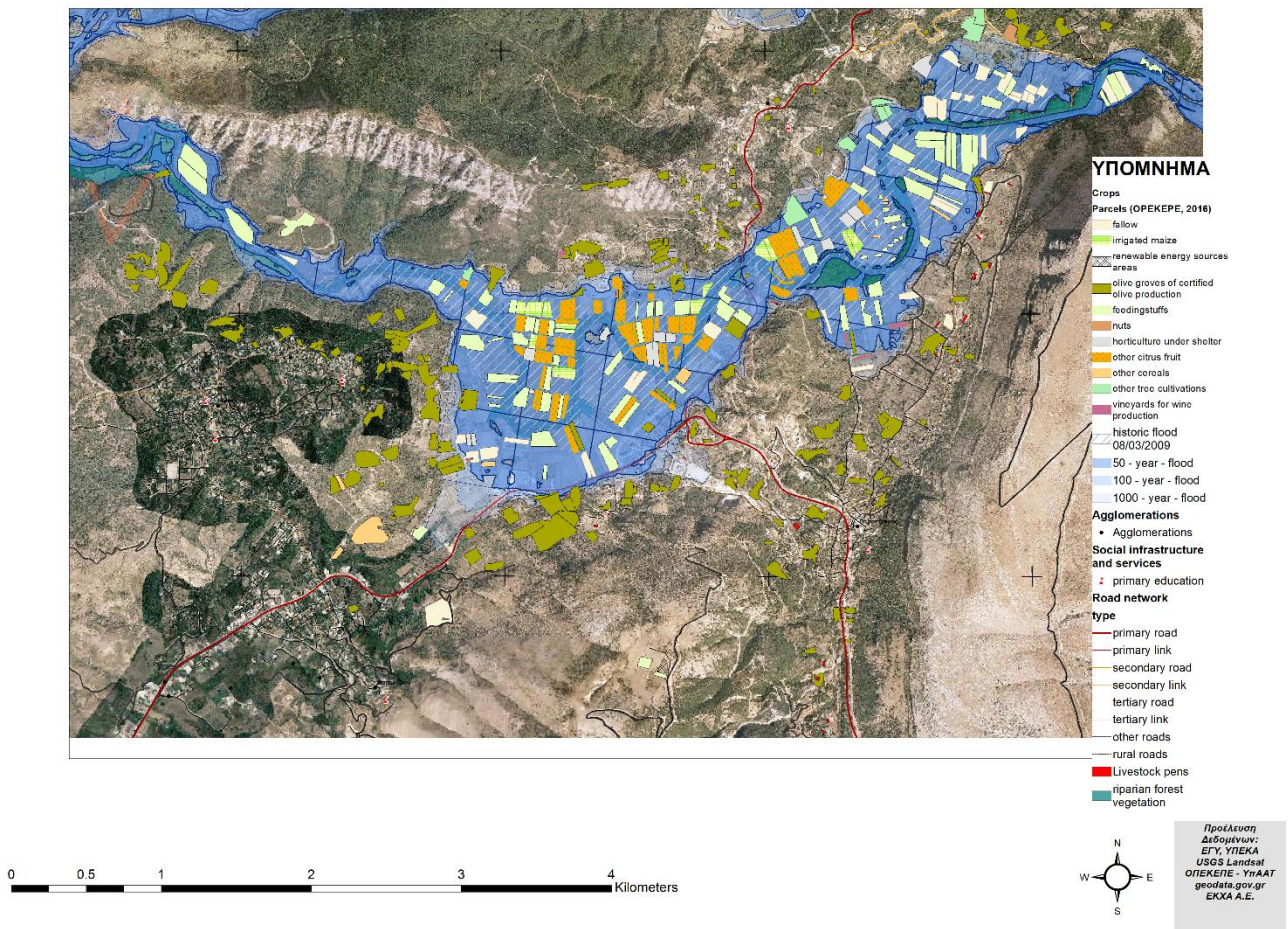 ΥΠΟΜΝΗΜΑ
Crops
Parcels (OPEKEPE, 2016)
fallow
irrigated maize
renewable energy sources
areas
olive groves of certified
olive production
feedingstuffs
nuts
horticulture under shelter
other citrus fruit
other cereals
other tree cultivations
vineyards for wine
production
historic flood
08/03/2009
50 - year - flood
100 - year - flood
1000 - year - flood
Agglomerations
Agglomerations
Social infrastructure
and services
primary education
Road network
type
primary road
primary link
secondary road
secondary link
tertiary road
tertiary link
other roads
rural roads
Livestock pens
riparian forest
vegetation
0 0.5 1 2 3 4
Kilometers
N
W E
S
Προέλευση
Δεδομένων:
ΕΓΥ, ΥΠΕΚΑ
USGS Landsat
ΟΠΕΚΕΠΕ - ΥπΑΑΤ
geodata.gov.gr
ΕΚΧΑ Α.Ε.